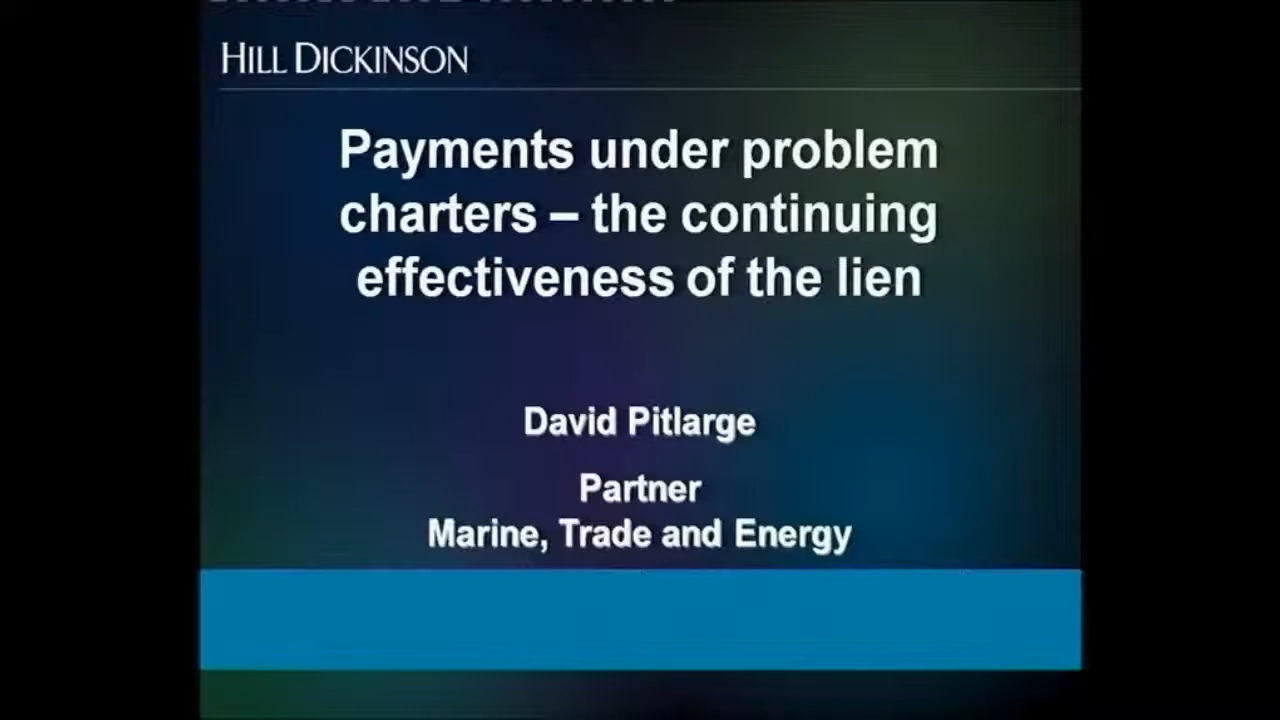 HILL DICKINSON
Payments under problem
charters – the continuing
effectiveness of the lien
David Pitlarge
Partner
Marine, Trade and Energy